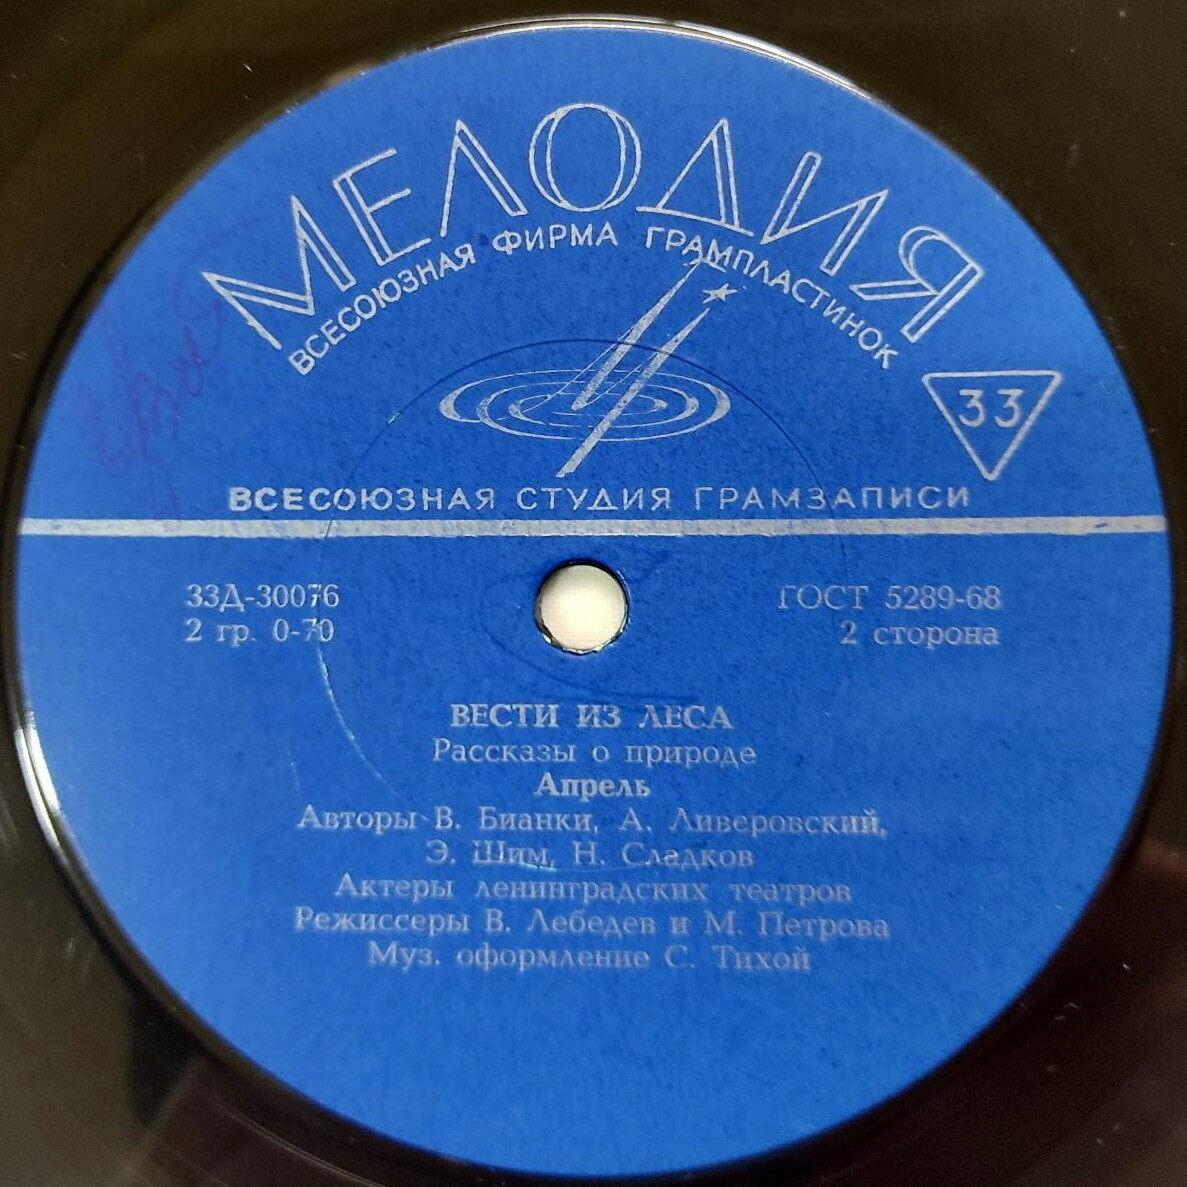 МЕЛОДИЯ
ВСЕСОЮЗНАЯ ФИРМА ГРАМПЛАСТИНОК
33
ВСЕСОЮЗНАЯ СТУДИЯ ГРАМЗАПИСИ
33Д-30076
2 гр. 0-70
ГОСТ 5289-68
2 сторона
ВЕСТИ ИЗ ЛЕСА
Рассказы о природе
Апрель
Авторы В. Бианки, А. Ливеровский,
Э. Шим, Н. Сладков
Актеры ленинградских театров
Режиссеры В. Лебедев и М. Петрова
Муз. оформление С. Тихой